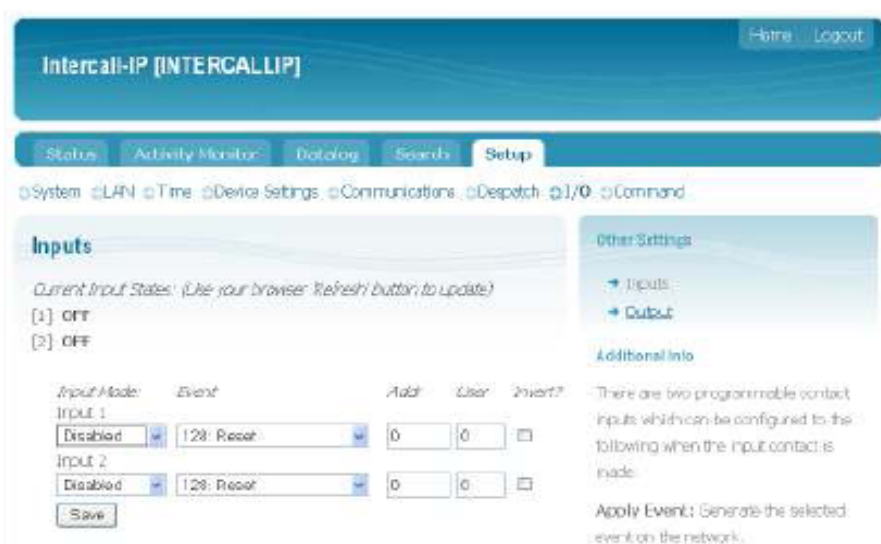 Home Logout
Intercall-IP [INTERCALLIP]
Status Activity Monitor Datalog Search Setup
System LAN Time Device Settings Communications Despatch I/O Command
Inputs
Current Input States: (Use your browser 'Refresh' button to update)
[1] OFF
[2] OFF
Input Mode: Event Addr User Invert?
Input 1
Disabled 128: Reset 0 0
Input 2
Disabled 128: Reset 0 0
Save
Other Settings
Inputs
Output
Additional Info
There are two programmable contact
inputs which can be configured to the
following when the input contact is
made.
Apply Event: Generate the selected
event on the network.